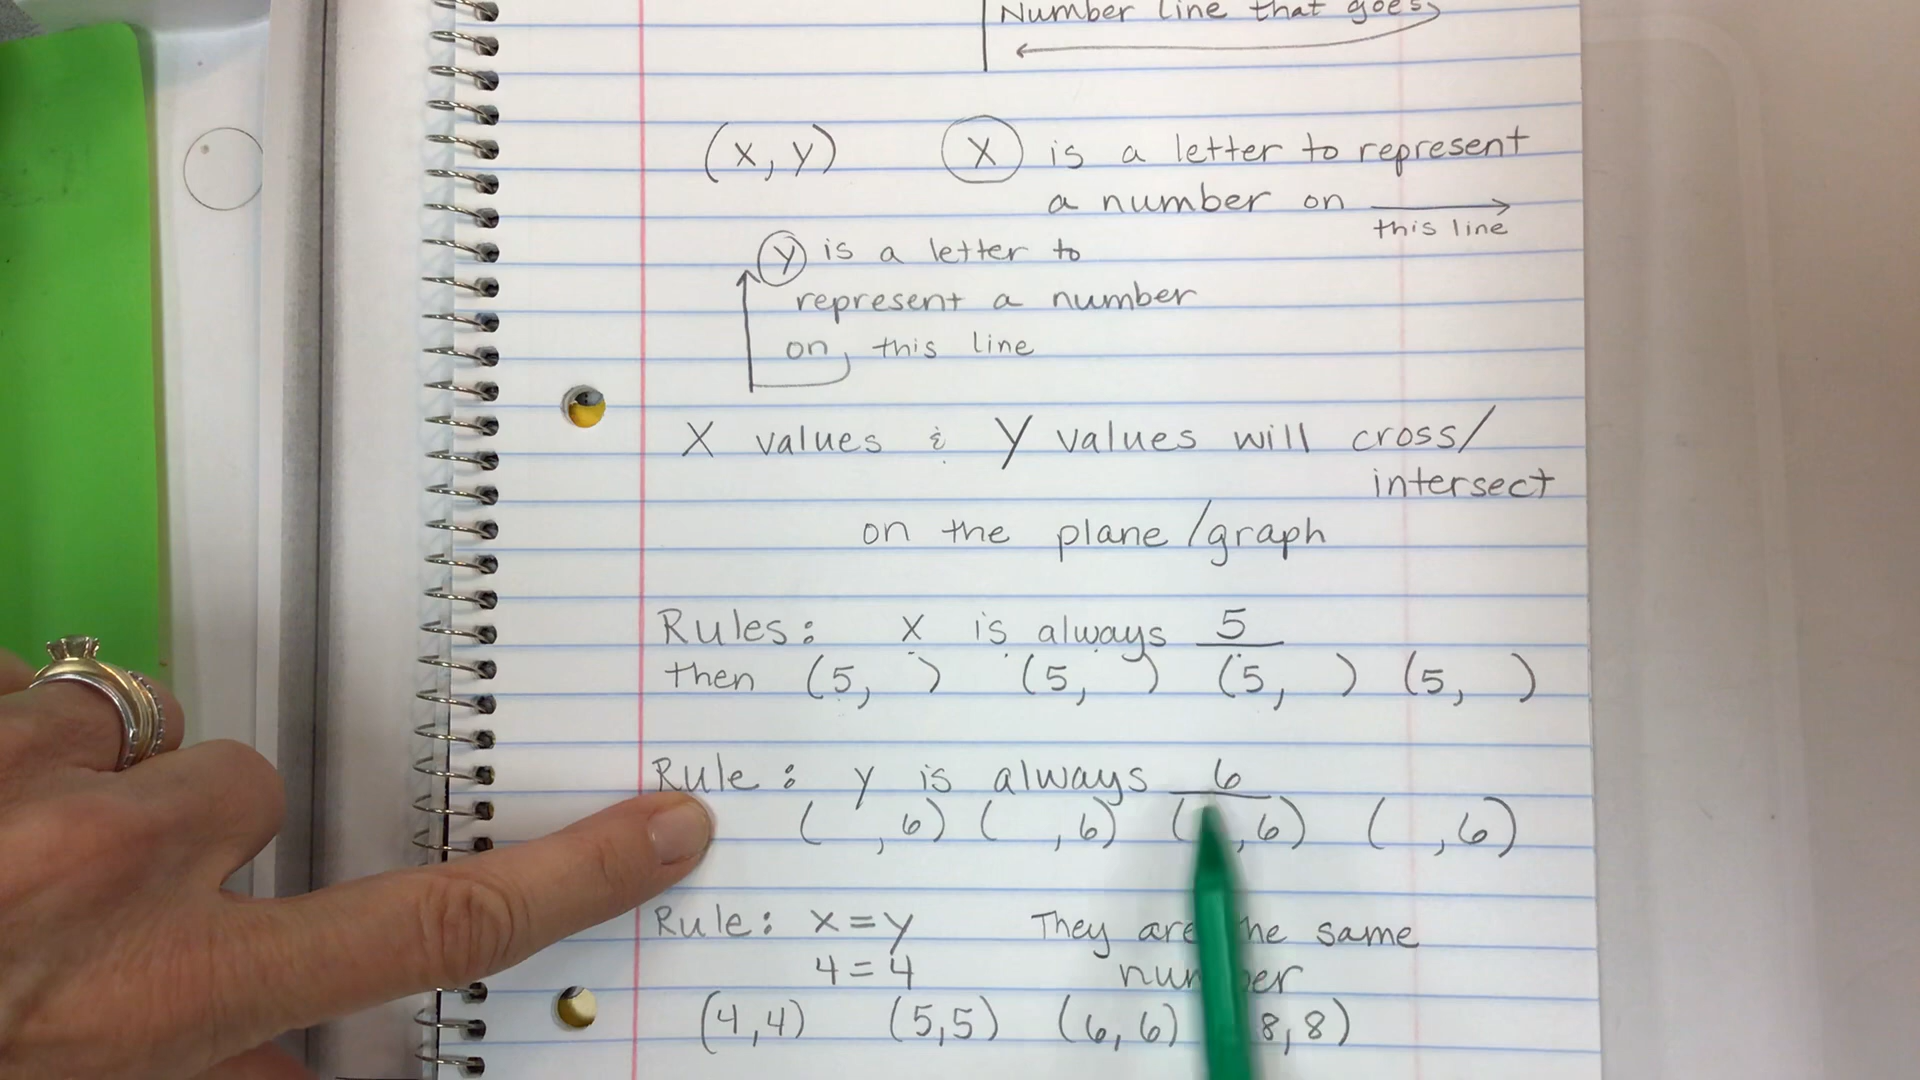 Number line that goes
(x, y) X is a letter to represent
a number on
this line
y is a letter to
represent a number
on this line
X values & Y values will cross/
intersect
on the plane/graph
Rules: X is always 5
then (5, ) (5, ) (5, ) (5, )
Rule: y is always 6
( , 6) ( , 6) ( , 6) ( , 6)
Rule: x = y They are the same
4 = 4 number
(4,4) (5,5) (6,6) 8,8)